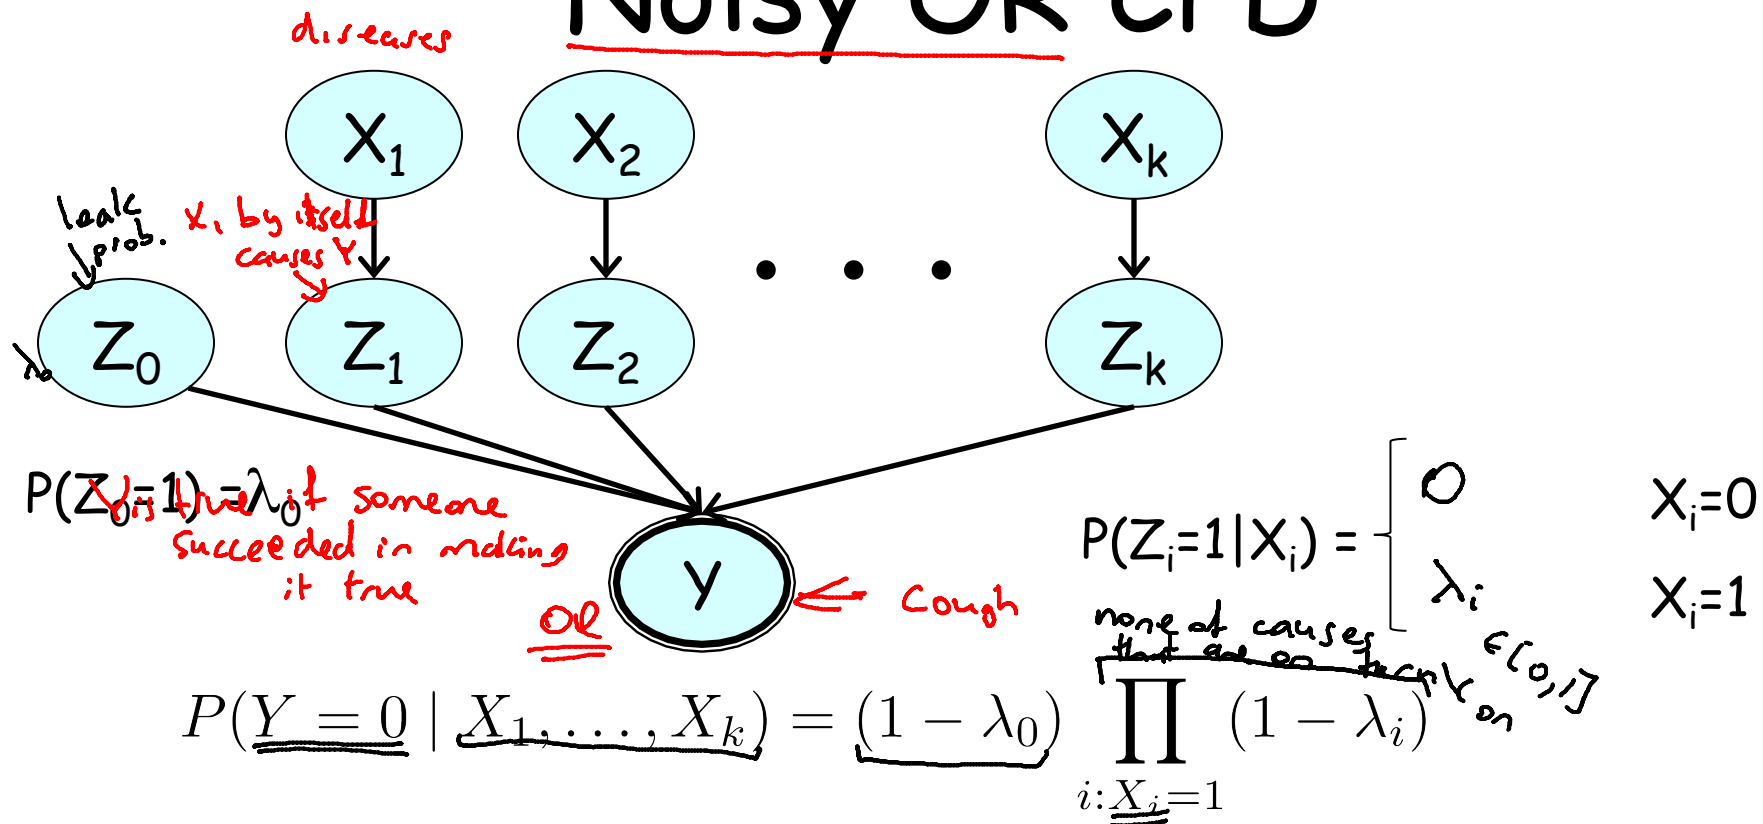 Noisy OR CPD
diseases
X1 X2 Xk
leak
prob.
X1 by itself
causes Y
Z0 Z1 Z2 • • • Zk
λ0
P(Z0=1) = λ0
Y is true if someone
succeeded in making
it true
OR
Y
Cough
P(Zi=1|Xi) = { 0 Xi=0
λi Xi=1
∈[0,1]
none of causes
that are on turn Y on
P(Y = 0 | X1, . . . , Xk) = (1 − λ0) ∏ (1 − λi)
i:Xi=1